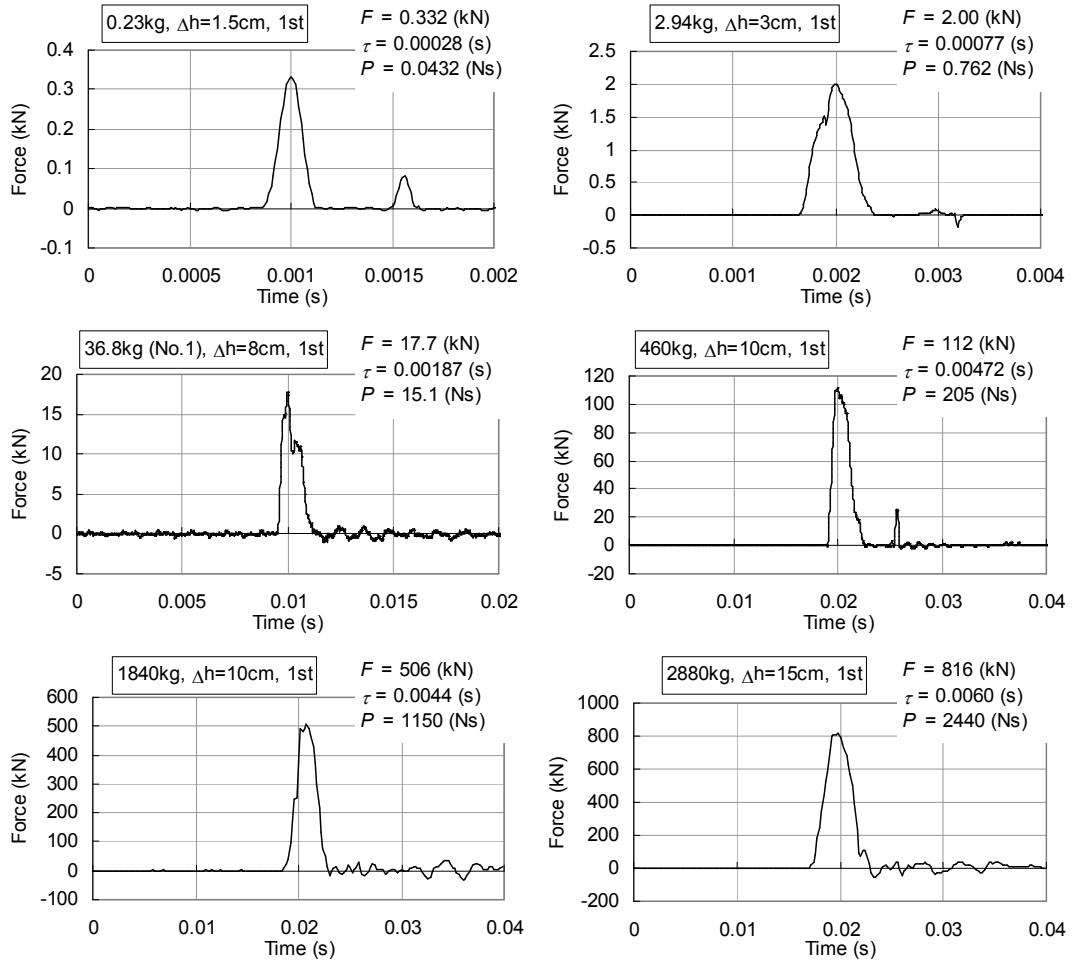 0.23kg, Δh=1.5cm, 1st
F = 0.332 (kN)
τ = 0.00028 (s)
P = 0.0432 (Ns)
0.4
0.3
0.2
0.1
0
-0.1
Force (kN)
0 0.0005 0.001 0.0015 0.002
Time (s)
2.94kg, Δh=3cm, 1st
F = 2.00 (kN)
τ = 0.00077 (s)
P = 0.762 (Ns)
2.5
2
1.5
1
0.5
0
-0.5
Force (kN)
0 0.001 0.002 0.003 0.004
Time (s)
36.8kg (No.1), Δh=8cm, 1st
F = 17.7 (kN)
τ = 0.00187 (s)
P = 15.1 (Ns)
20
15
10
5
0
-5
Force (kN)
0 0.005 0.01 0.015 0.02
Time (s)
460kg, Δh=10cm, 1st
F = 112 (kN)
τ = 0.00472 (s)
P = 205 (Ns)
120
100
80
60
40
20
0
-20
Force (kN)
0 0.01 0.02 0.03 0.04
Time (s)
1840kg, Δh=10cm, 1st
F = 506 (kN)
τ = 0.0044 (s)
P = 1150 (Ns)
600
500
400
300
200
100
0
-100
Force (kN)
0 0.01 0.02 0.03 0.04
Time (s)
2880kg, Δh=15cm, 1st
F = 816 (kN)
τ = 0.0060 (s)
P = 2440 (Ns)
1000
800
600
400
200
0
-200
Force (kN)
0 0.01 0.02 0.03 0.04
Time (s)